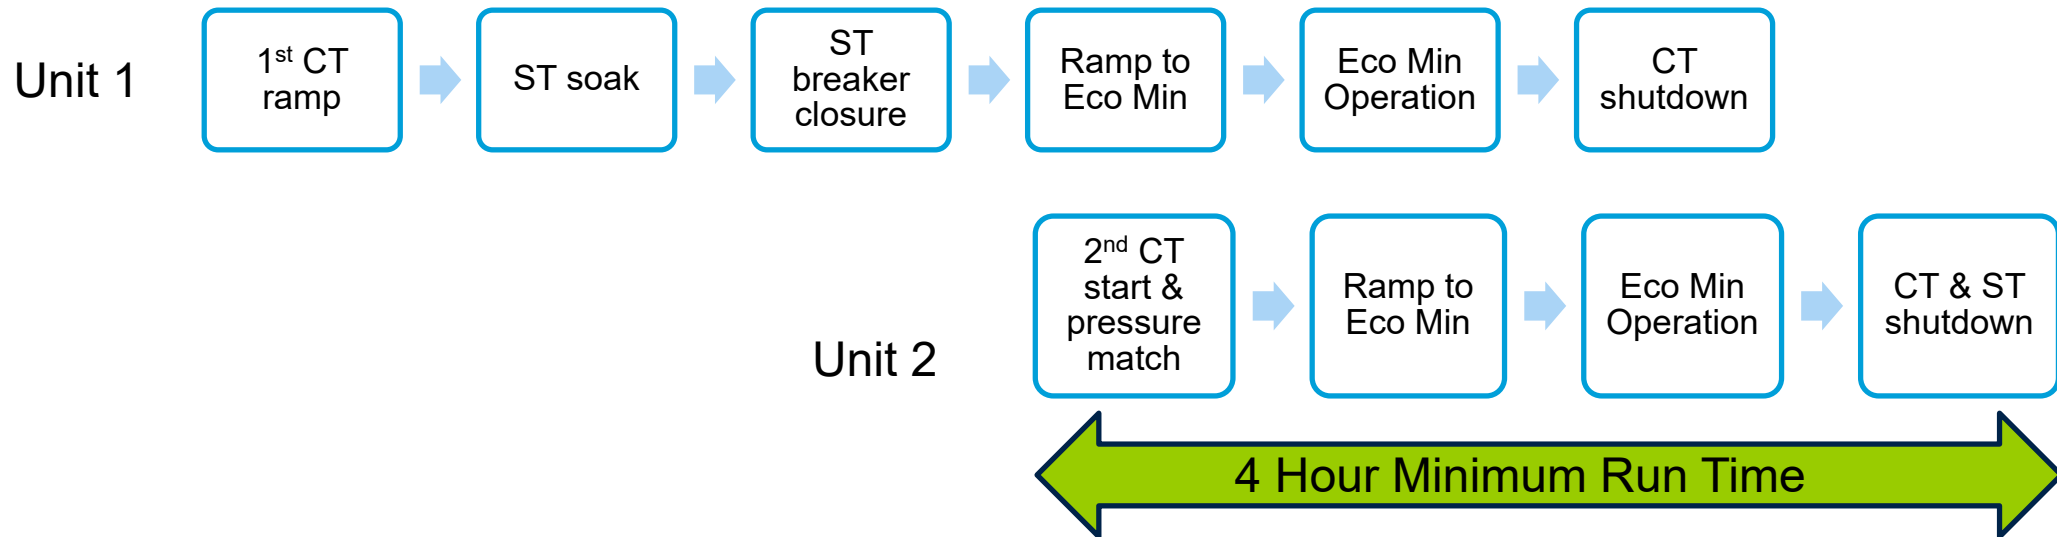 Unit 1
1st CT
ramp
ST soak
ST
breaker
closure
Ramp to
Eco Min
Eco Min
Operation
CT
shutdown
Unit 2
2nd CT
start &
pressure
match
Ramp to
Eco Min
Eco Min
Operation
CT & ST
shutdown
4 Hour Minimum Run Time